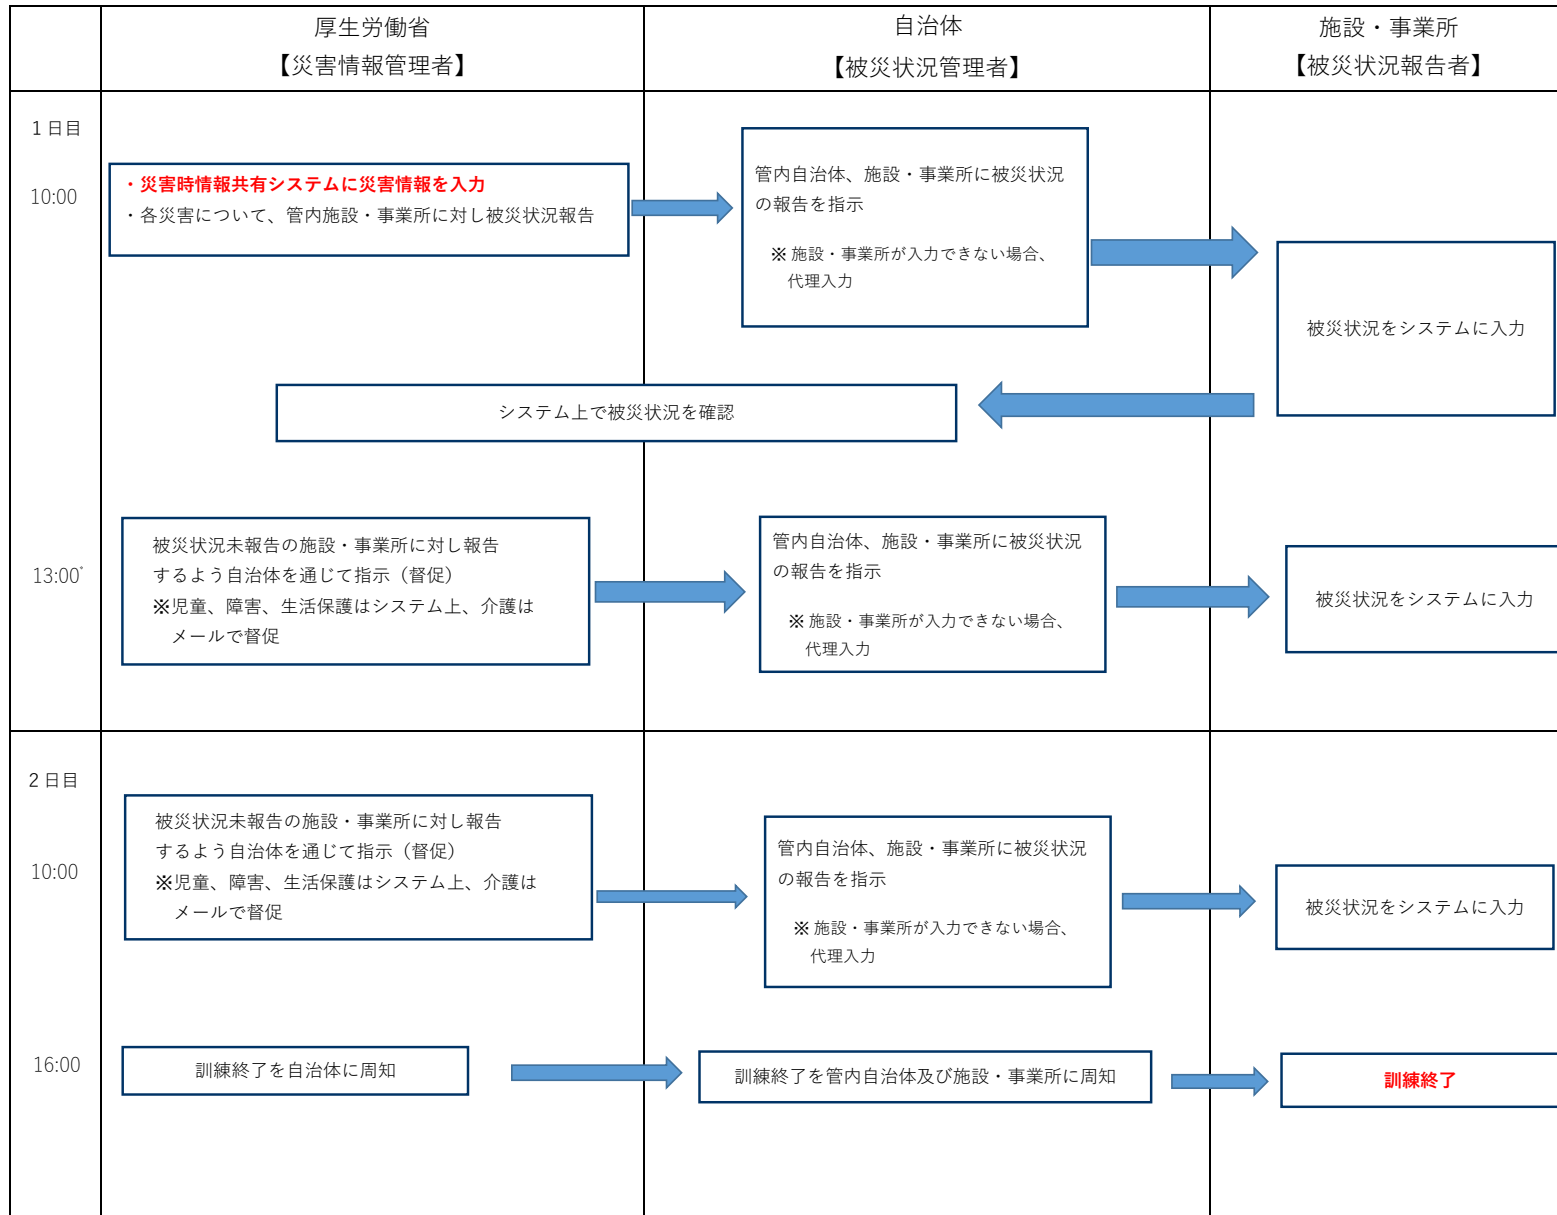 厚生労働省
【災害情報管理者】
自治体
【被災状況管理者】
施設・事業所
【被災状況報告者】
1日目
10:00
・災害時情報共有システムに災害情報を入力
・各災害について、管内施設・事業所に対し被災状況報告
管内自治体、施設・事業所に被災状況
の報告を指示
※ 施設・事業所が入力できない場合、
代理入力
被災状況をシステムに入力
システム上で被災状況を確認
13:00*
被災状況未報告の施設・事業所に対し報告
するよう自治体を通じて指示（督促）
※児童、障害、生活保護はシステム上、介護は
メールで督促
管内自治体、施設・事業所に被災状況
の報告を指示
※ 施設・事業所が入力できない場合、
代理入力
被災状況をシステムに入力
2日目
10:00
被災状況未報告の施設・事業所に対し報告
するよう自治体を通じて指示（督促）
※児童、障害、生活保護はシステム上、介護は
メールで督促
管内自治体、施設・事業所に被災状況
の報告を指示
※ 施設・事業所が入力できない場合、
代理入力
被災状況をシステムに入力
16:00
訓練終了を自治体に周知
訓練終了を管内自治体及び施設・事業所に周知
訓練終了